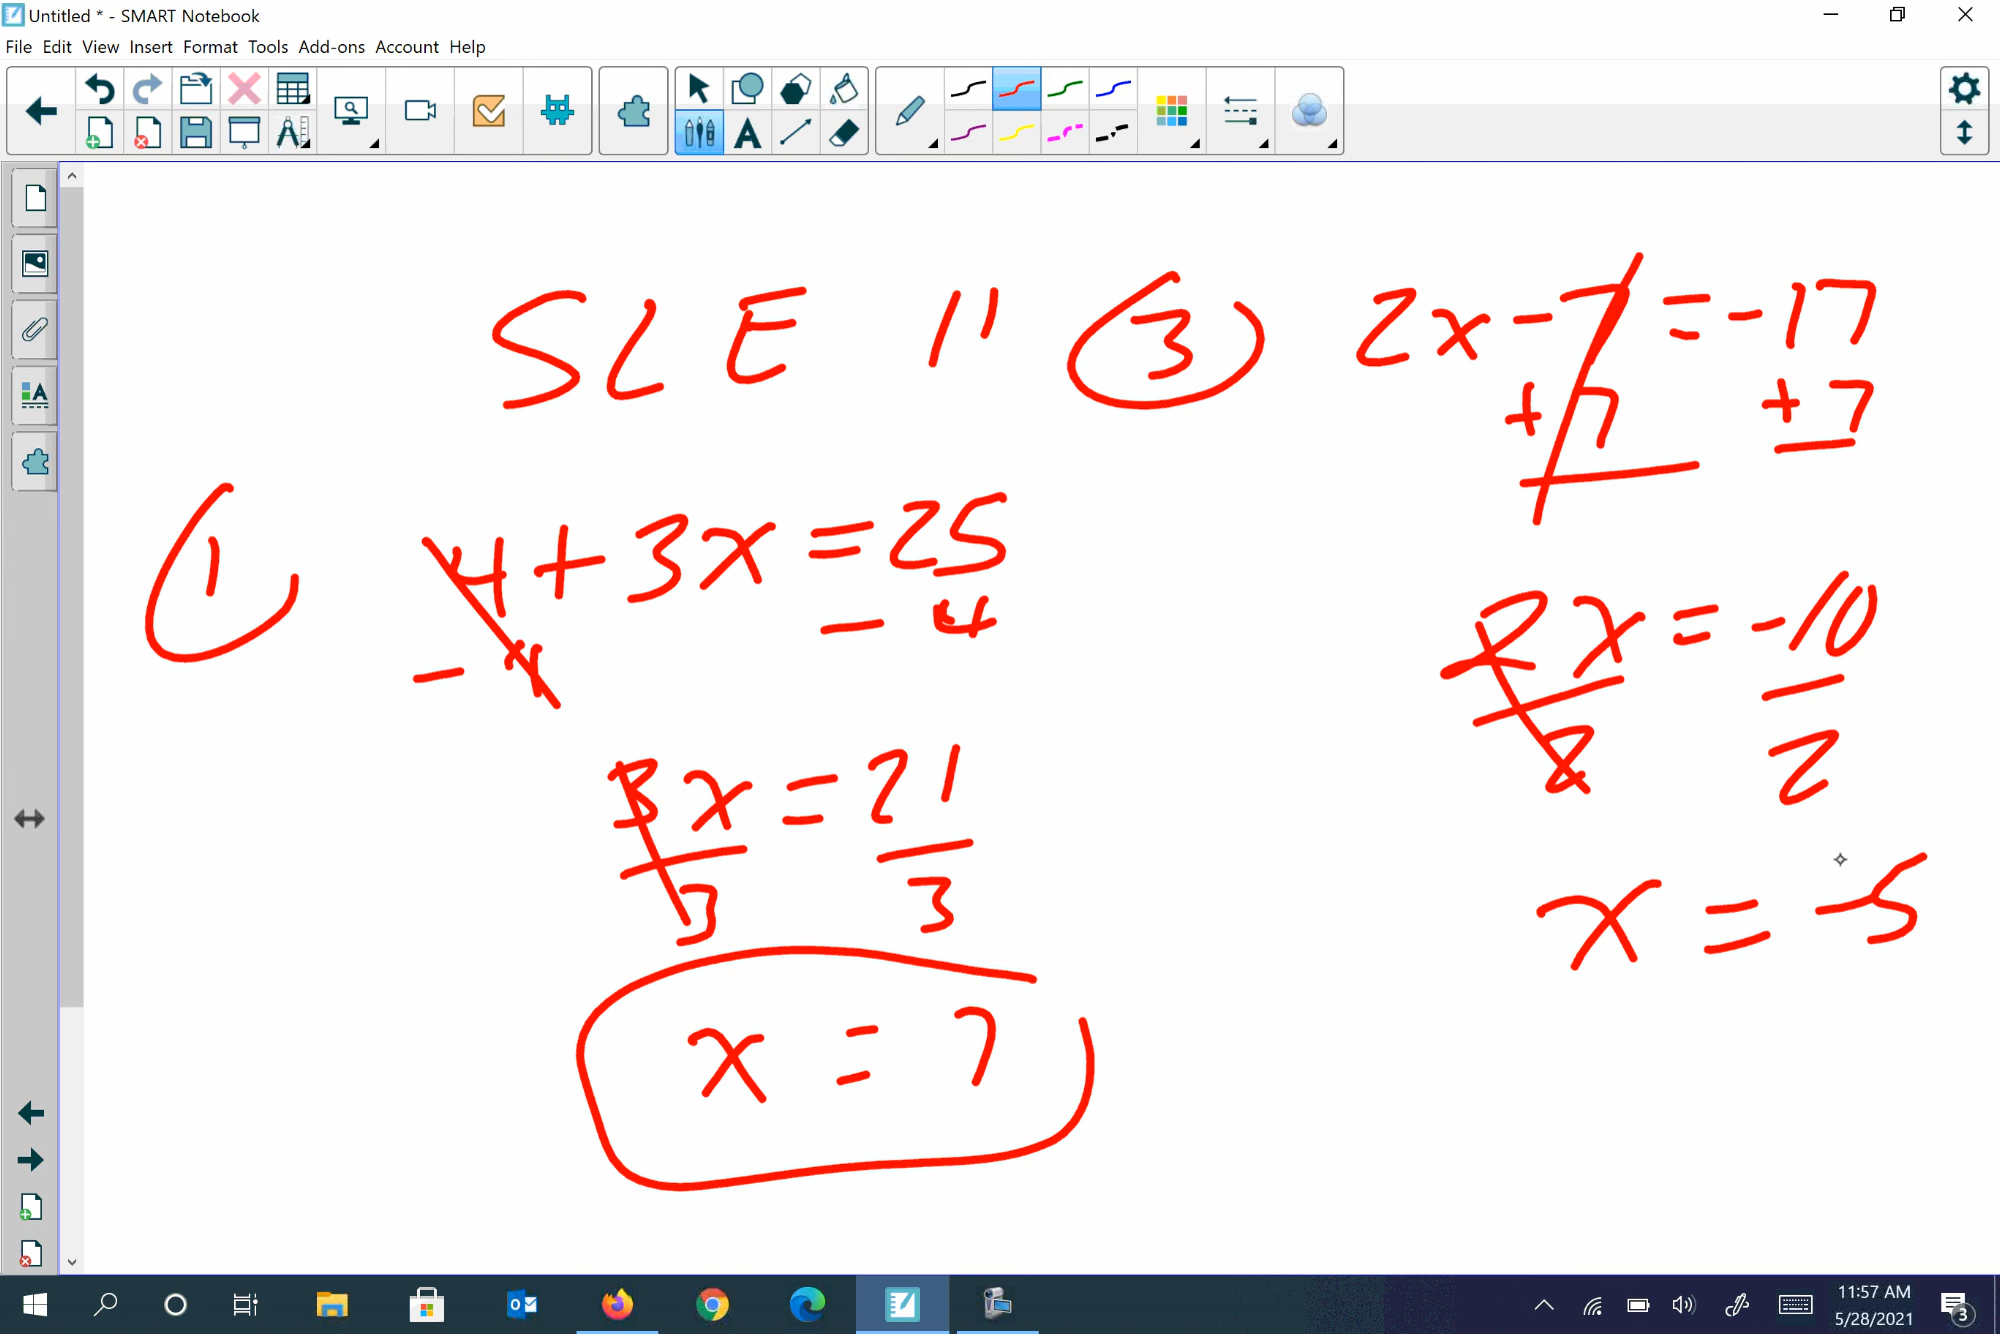 Untitled * - SMART Notebook
File Edit View Insert Format Tools Add-ons Account Help
SLE 11
1
4 + 3x = 25
- 4 - 4
3x = 21
3 3
x = 7
3
2x - 7 = -17
+ 7 + 7
2x = -10
2 2
x = -5
11:57 AM
5/28/2021
3